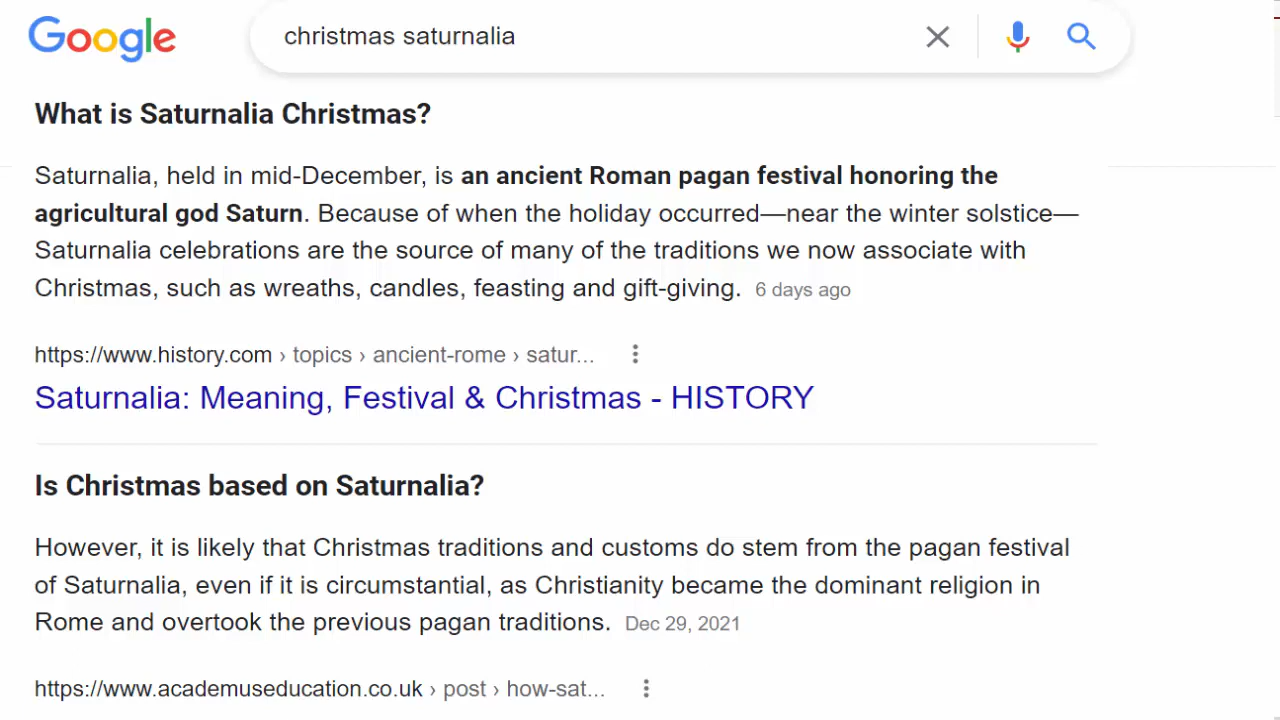 Google
christmas saturnalia
What is Saturnalia Christmas?
Saturnalia, held in mid-December, is an ancient Roman pagan festival honoring the
agricultural god Saturn. Because of when the holiday occurred—near the winter solstice—
Saturnalia celebrations are the source of many of the traditions we now associate with
Christmas, such as wreaths, candles, feasting and gift-giving. 6 days ago
https://www.history.com › topics › ancient-rome › satur...
Saturnalia: Meaning, Festival & Christmas - HISTORY
Is Christmas based on Saturnalia?
However, it is likely that Christmas traditions and customs do stem from the pagan festival
of Saturnalia, even if it is circumstantial, as Christianity became the dominant religion in
Rome and overtook the previous pagan traditions. Dec 29, 2021
https://www.academuseducation.co.uk › post › how-sat...